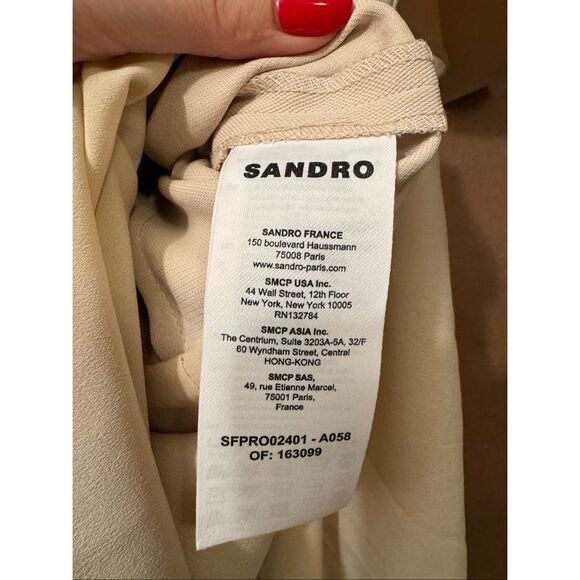 SANDRO
SANDRO FRANCE
150 boulevard Haussmann
75008 Paris
www.sandro-paris.com
SMCP USA Inc.
44 Wall Street, 12th Floor
New York, New York 10005
RN132784
SMCP ASIA Inc.
The Centrium, Suite 3203A-5A, 32/F
60 Wyndham Street, Central
HONG-KONG
SMCP SAS,
49, rue Etienne Marcel,
75001 Paris,
France
SFPRO02401 - A058
OF: 163099